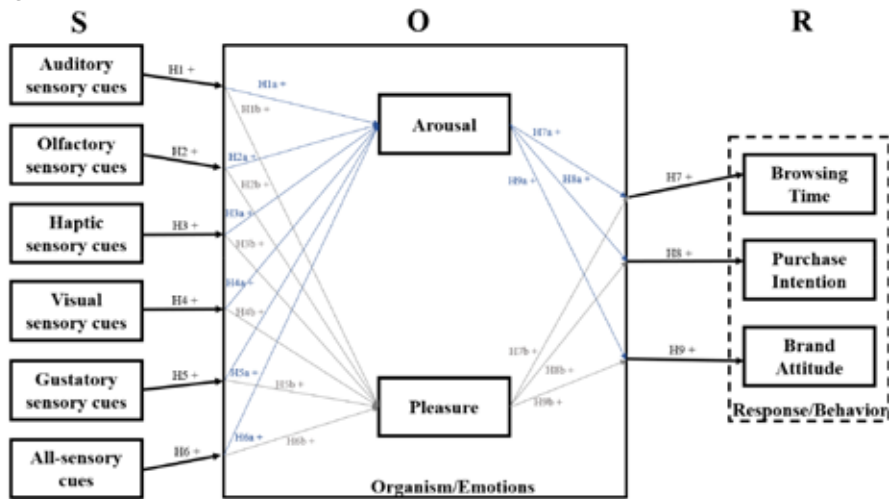 S
O
R
Auditory
sensory cues
Olfactory
sensory cues
Haptic
sensory cues
Visual
sensory cues
Gustatory
sensory cues
All-sensory
cues
H1 +
H2 +
H3 +
H4 +
H5 +
H6 +
H1a +
H1b +
H2a +
H2b +
H3a +
H3b +
H4a +
H4b +
H5a +
H5b +
H6a +
H6b +
Arousal
Pleasure
Organism/Emotions
H7a +
H8a +
H9a +
H7b +
H8b +
H9b +
H7 +
H8 +
H9 +
Browsing
Time
Purchase
Intention
Brand
Attitude
Response/Behavior